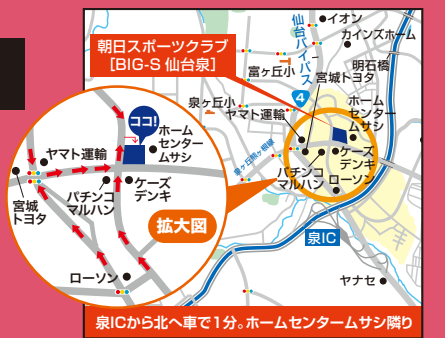 朝日スポーツクラブ
[BIG-S 仙台泉]
仙台バイパス
4
イオン
カインズホーム
明石橋
宮城トヨタ
富ヶ丘小
泉ヶ丘小
ヤマト運輸
ホーム
センター
ムサシ
ケーズ
デンキ
パチンコ
マルハン
ローソン
泉IC
ヤナセ
ココ!
ホーム
センター
ムサシ
ヤマト運輸
宮城
トヨタ
パチンコ
マルハン
ケーズ
デンキ
拡大図
ローソン
泉ICから北へ車で1分。ホームセンタームサシ隣り